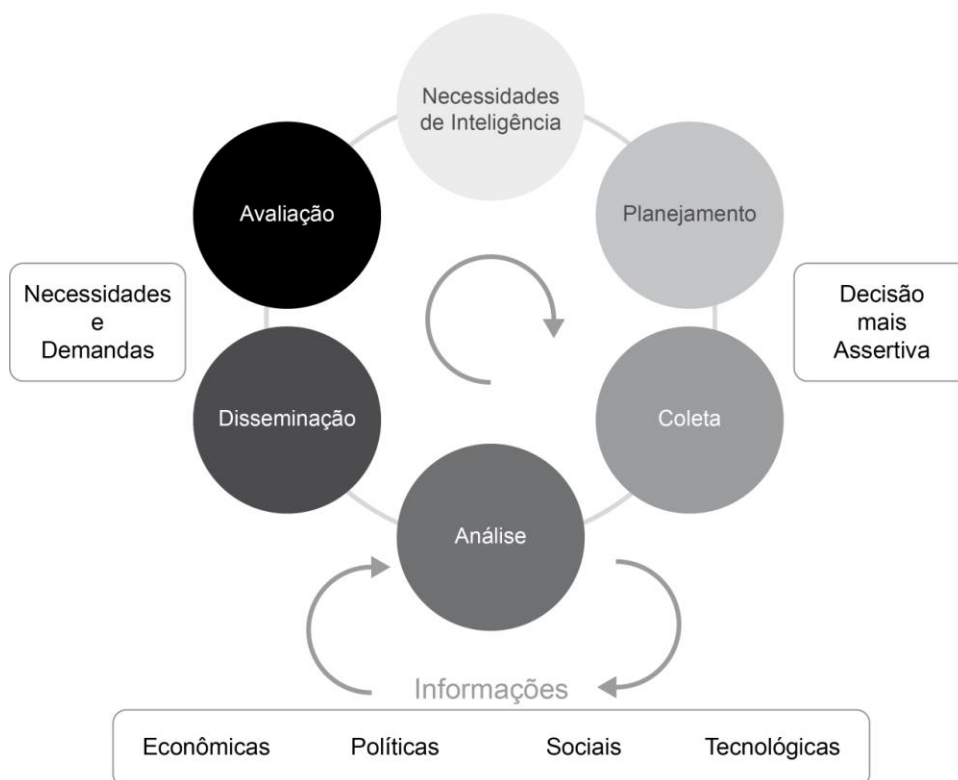 Necessidades
de Inteligência
Avaliação
Planejamento
Necessidades
e
Demandas
Decisão
mais
Assertiva
Disseminação
Coleta
Análise
Informações
Econômicas Políticas Sociais Tecnológicas